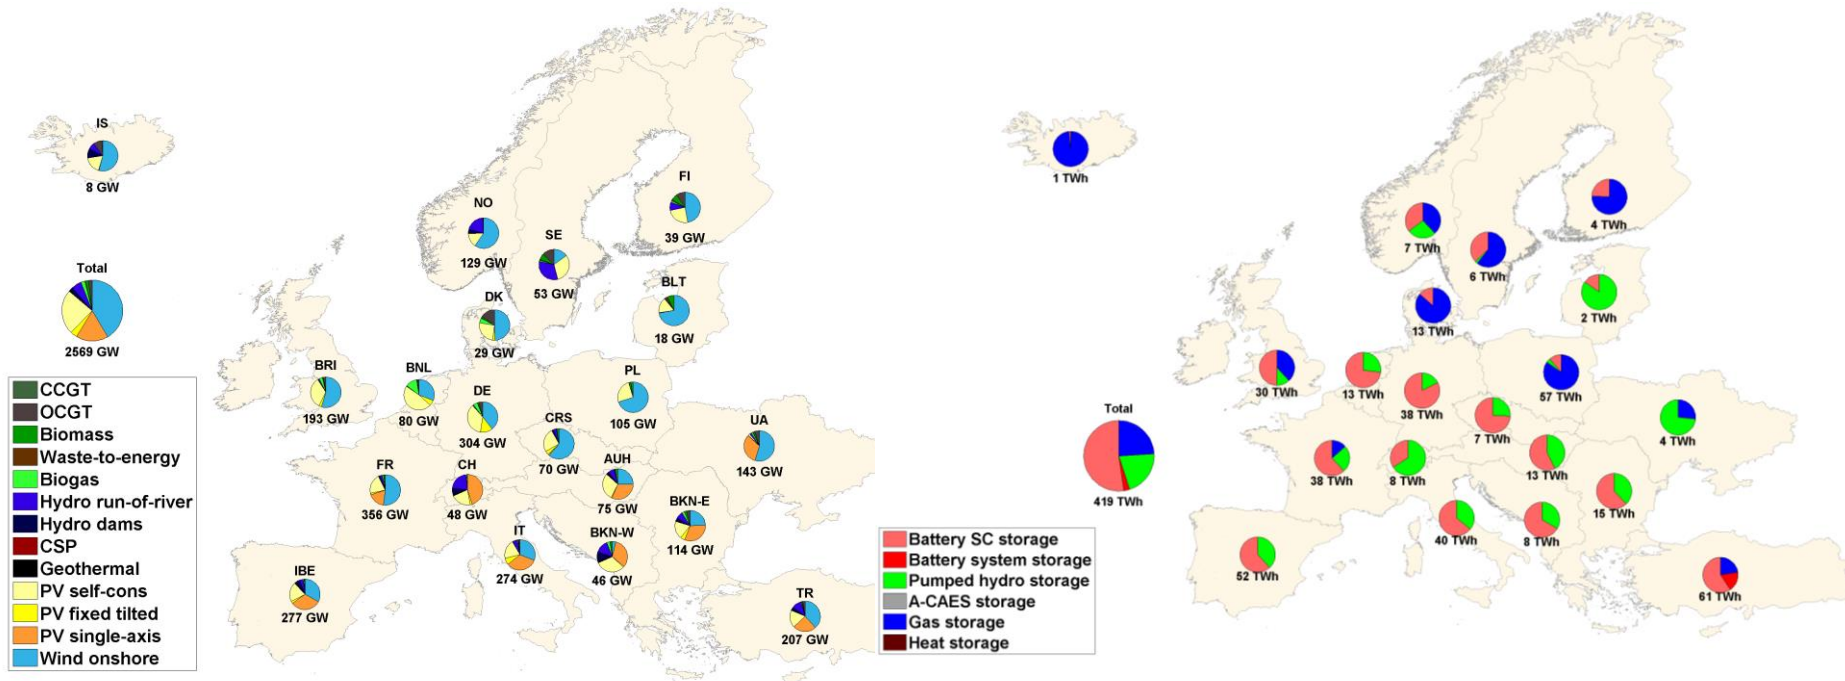 IS
8 GW
Total
2569 GW
NO
129 GW
SE
53 GW
FI
39 GW
DK
29 GW
BLT
18 GW
BRI
193 GW
BNL
80 GW
DE
304 GW
PL
105 GW
CRS
70 GW
UA
143 GW
FR
356 GW
CH
48 GW
AUH
75 GW
BKN-E
114 GW
IT
274 GW
BKN-W
46 GW
IBE
277 GW
TR
207 GW
CCGT
OCGT
Biomass
Waste-to-energy
Biogas
Hydro run-of-river
Hydro dams
CSP
Geothermal
PV self-cons
PV fixed tilted
PV single-axis
Wind onshore
1 TWh
4 TWh
7 TWh
6 TWh
2 TWh
13 TWh
30 TWh
13 TWh
38 TWh
57 TWh
7 TWh
4 TWh
38 TWh
8 TWh
13 TWh
15 TWh
40 TWh
8 TWh
52 TWh
61 TWh
Total
419 TWh
Battery SC storage
Battery system storage
Pumped hydro storage
A-CAES storage
Gas storage
Heat storage